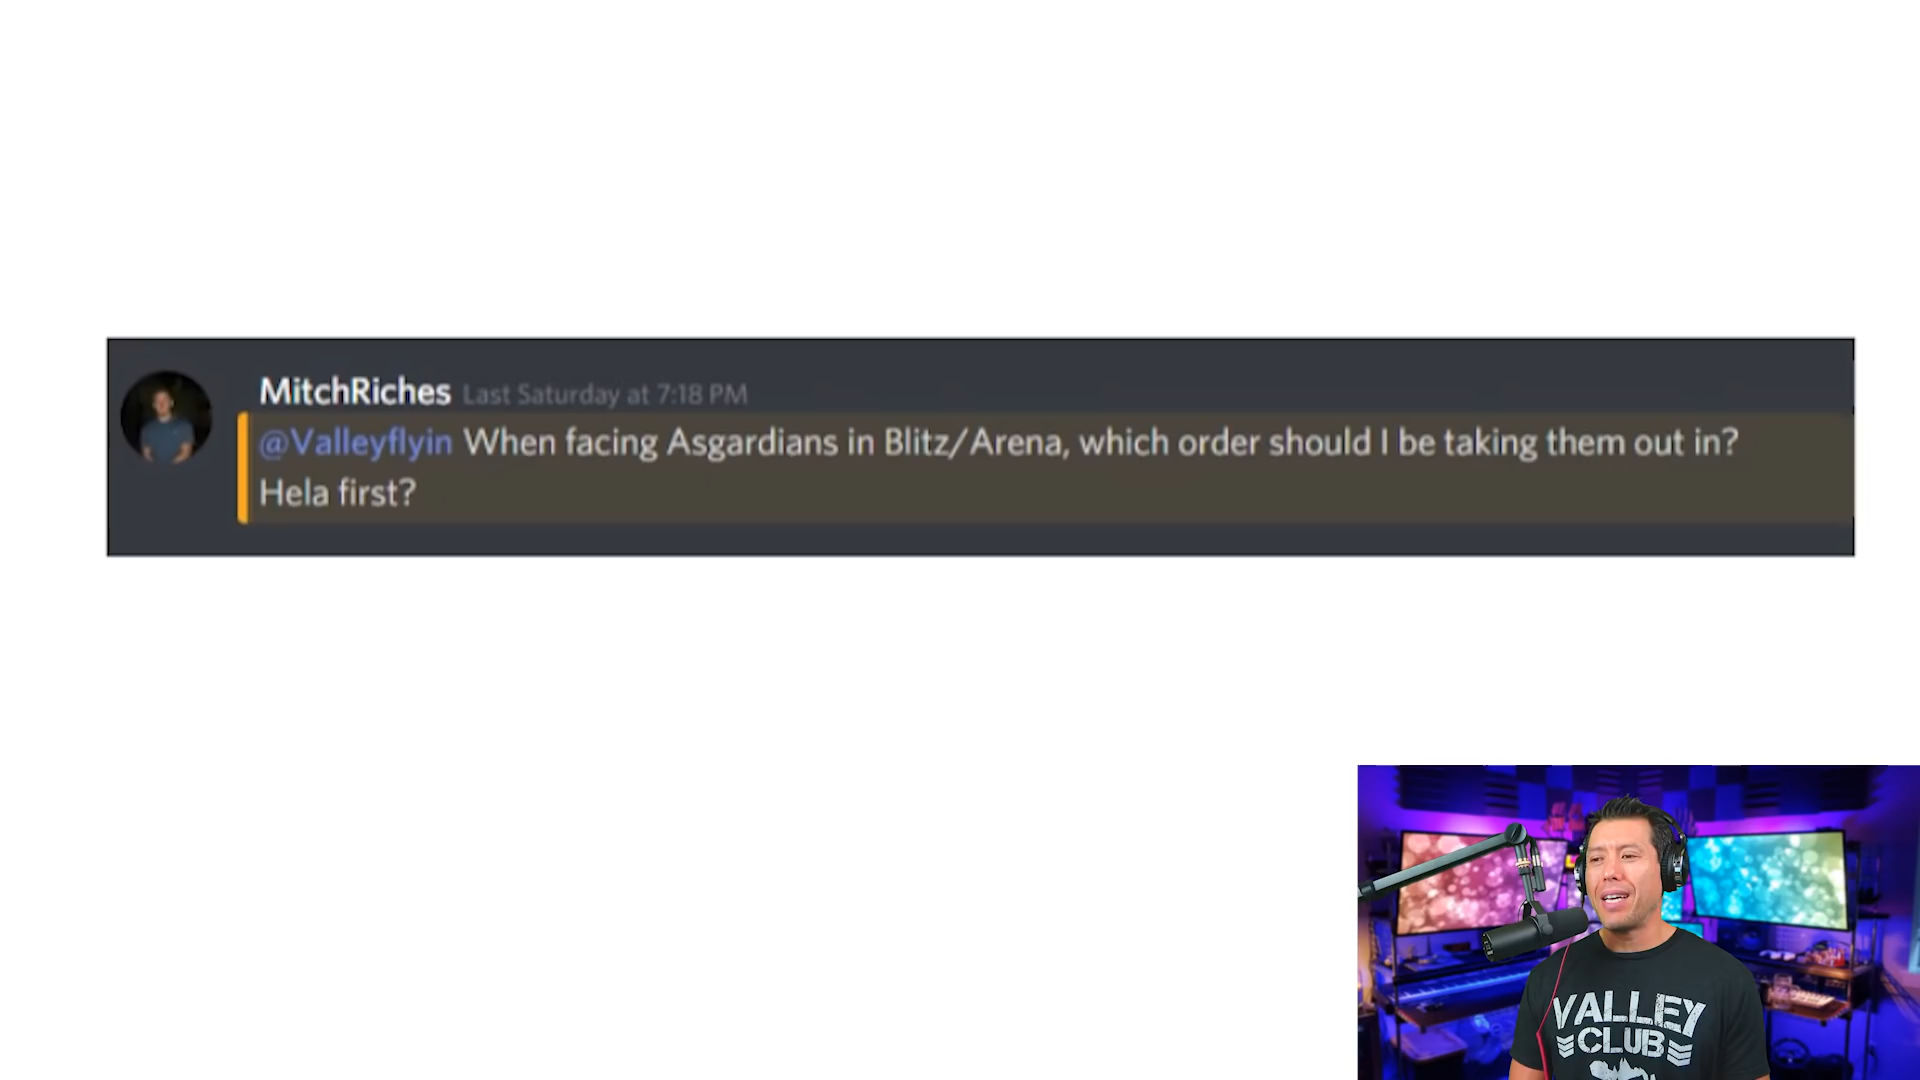 MitchRiches Last Saturday at 7:18 PM
@Valleyflyin When facing Asgardians in Blitz/Arena, which order should I be taking them out in?
Hela first?
VALLEY
CLUB